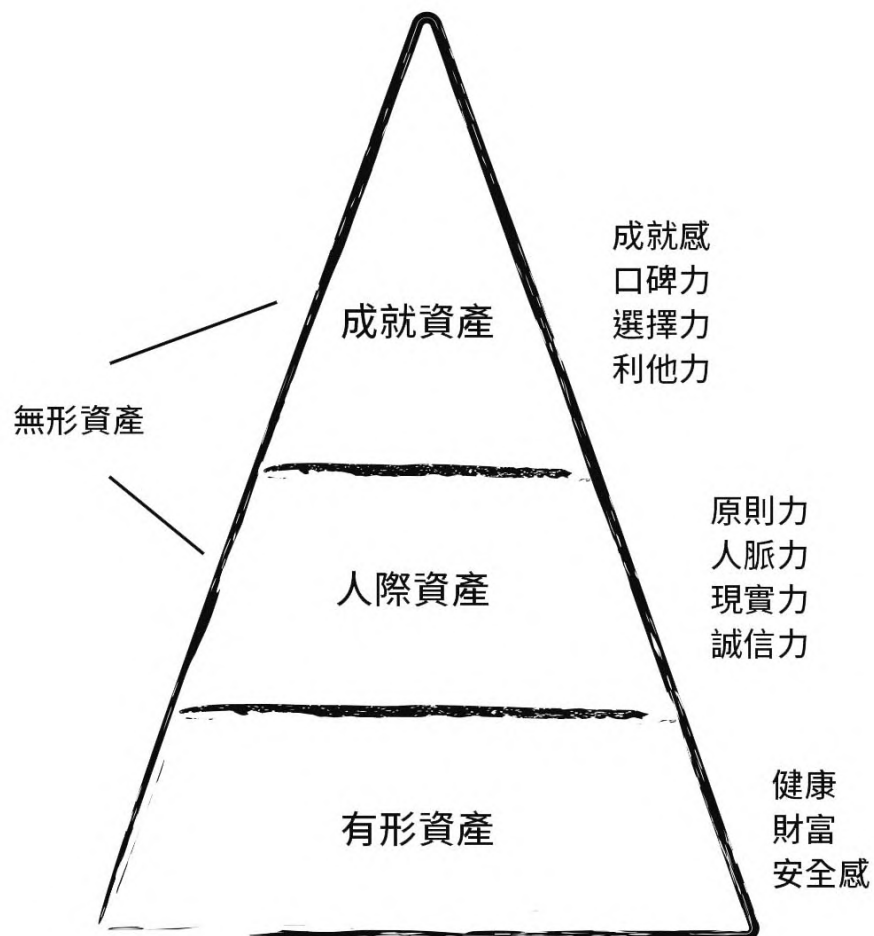 成就感
口碑力
選擇力
利他力
成就資產
無形資產
原則力
人脈力
現實力
誠信力
人際資產
健康
財富
安全感
有形資產